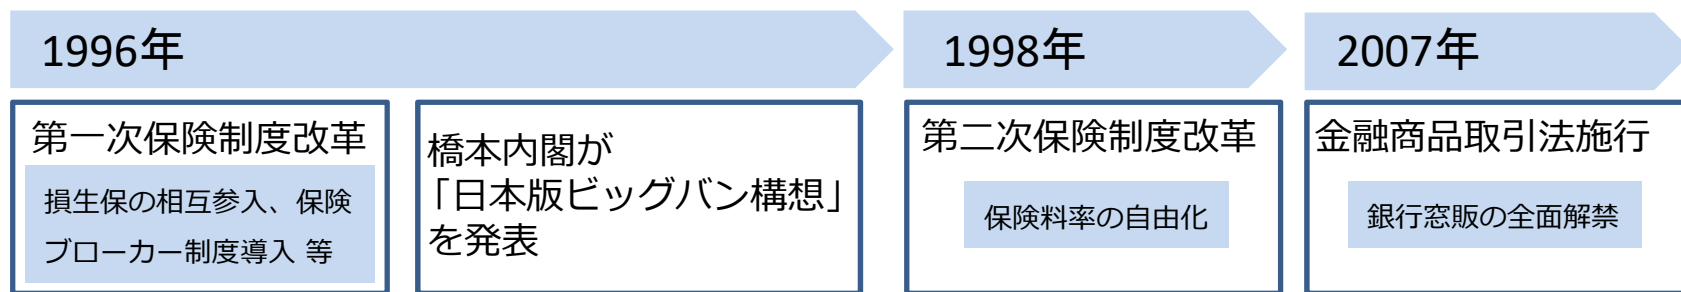 1996年
1998年
2007年
第一次保険制度改革
損生保の相互参入、保険
ブローカー制度導入 等
橋本内閣が
「日本版ビッグバン構想」
を発表
第二次保険制度改革
保険料率の自由化
金融商品取引法施行
銀行窓販の全面解禁